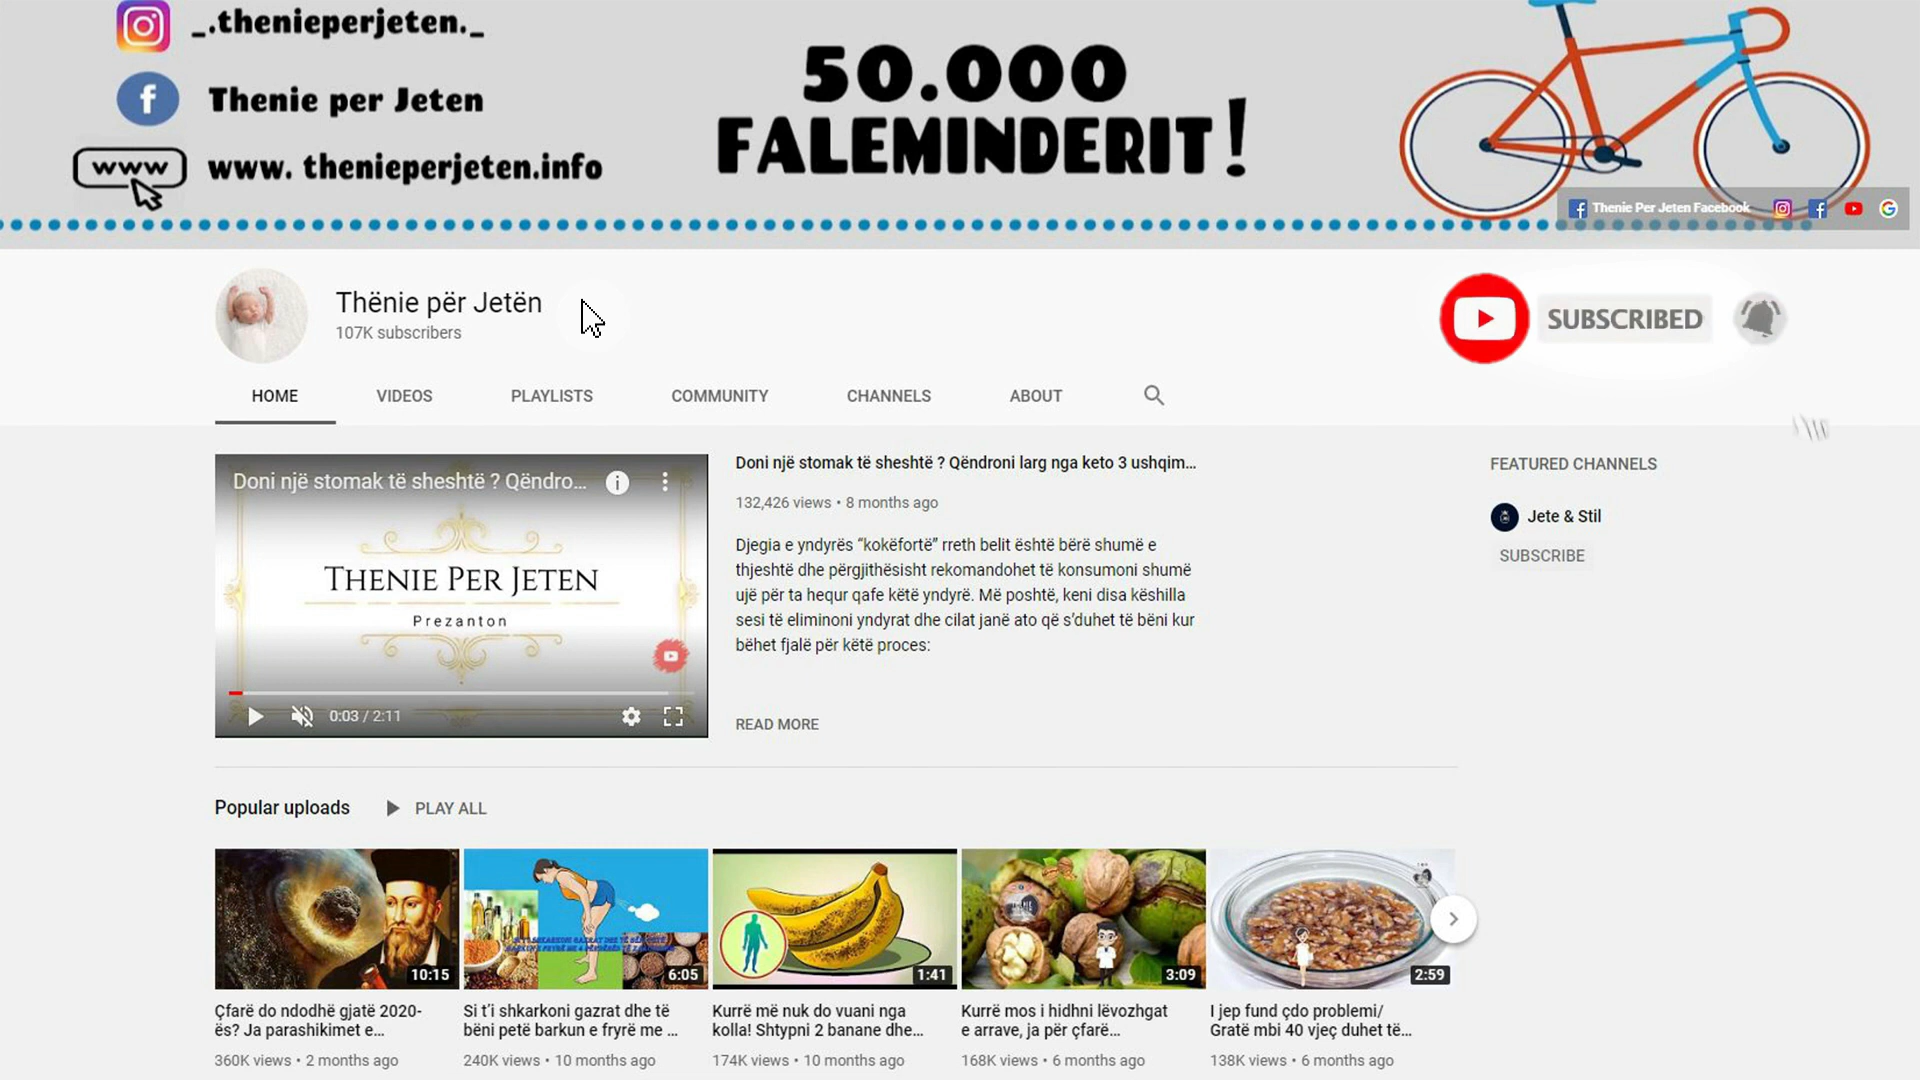 _.thenieperjeten._
Thenie per Jeten
www
www. thenieperjeten.info
50.000
FALEMINDERIT!
Thenie Per Jeten Facebook
Thënie për Jetën
107K subscribers
SUBSCRIBED
HOME
VIDEOS
PLAYLISTS
COMMUNITY
CHANNELS
ABOUT
Doni një stomak të sheshtë ? Qëndro...
THENIE PER JETEN
Prezanton
0:03 / 2:11
Doni një stomak të sheshtë ? Qëndroni larg nga keto 3 ushqim...
132,426 views • 8 months ago
Djegia e yndyrës “kokëfortë” rreth belit është bërë shumë e
thjeshtë dhe përgjithësisht rekomandohet të konsumoni shumë
ujë për ta hequr qafe këtë yndyrë. Më poshtë, keni disa këshilla
sesi të eliminoni yndyrat dhe cilat janë ato që s’duhet të bëni kur
bëhet fjalë për këtë proces:
READ MORE
FEATURED CHANNELS
Jete & Stil
SUBSCRIBE
Popular uploads
PLAY ALL
10:15
Çfarë do ndodhë gjatë 2020-
ës? Ja parashikimet e...
360K views • 2 months ago
6:05
Si t’i shkarkoni gazrat dhe të
bëni petë barkun e fryrë me ...
240K views • 10 months ago
1:41
Kurrë më nuk do vuani nga
kolla! Shtypni 2 banane dhe...
174K views • 10 months ago
3:09
Kurrë mos i hidhni lëvozhgat
e arrave, ja për çfarë...
168K views • 6 months ago
2:59
I jep fund çdo problemi/
Gratë mbi 40 vjeç duhet të...
138K views • 6 months ago